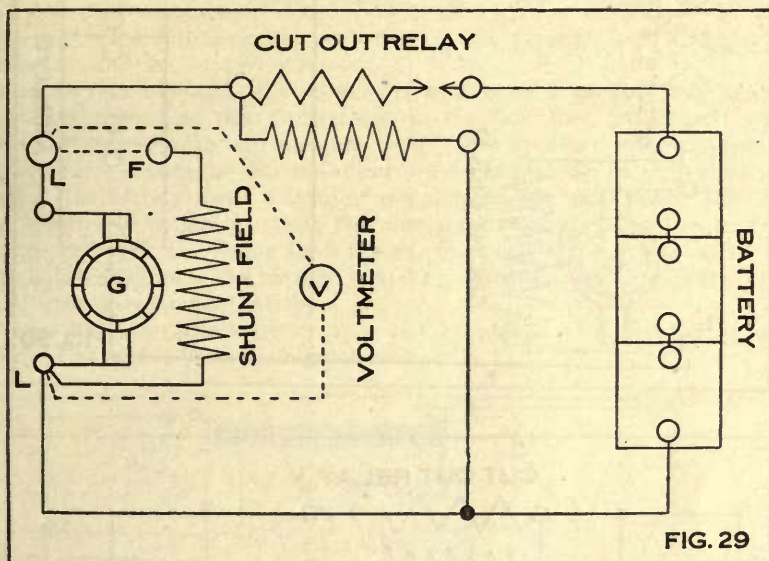 CUT OUT RELAY
L
F
G
SHUNT FIELD
V
VOLTMETER
BATTERY
L
FIG. 29